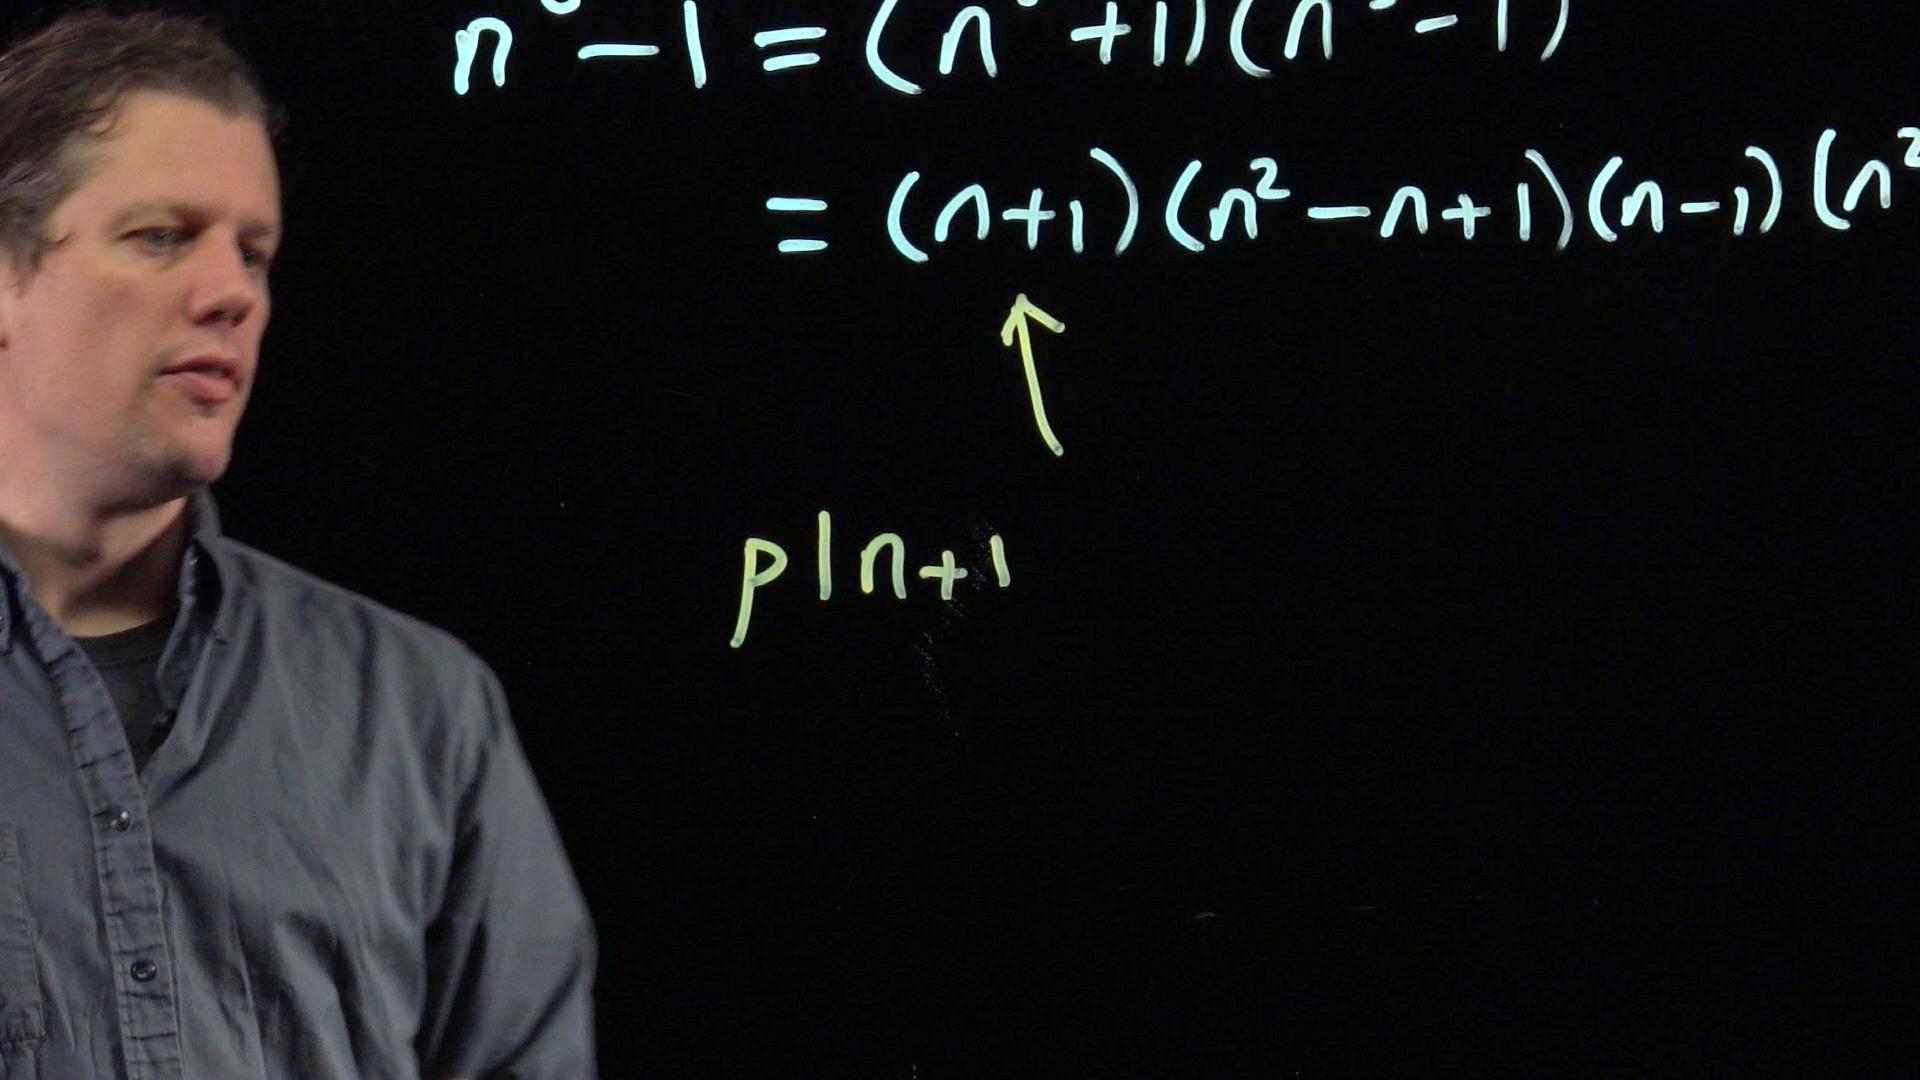 n⁶ − 1 = (n³ + 1)(n³ − 1)
= (n+1)(n² − n + 1)(n − 1)(n²
p | n+1